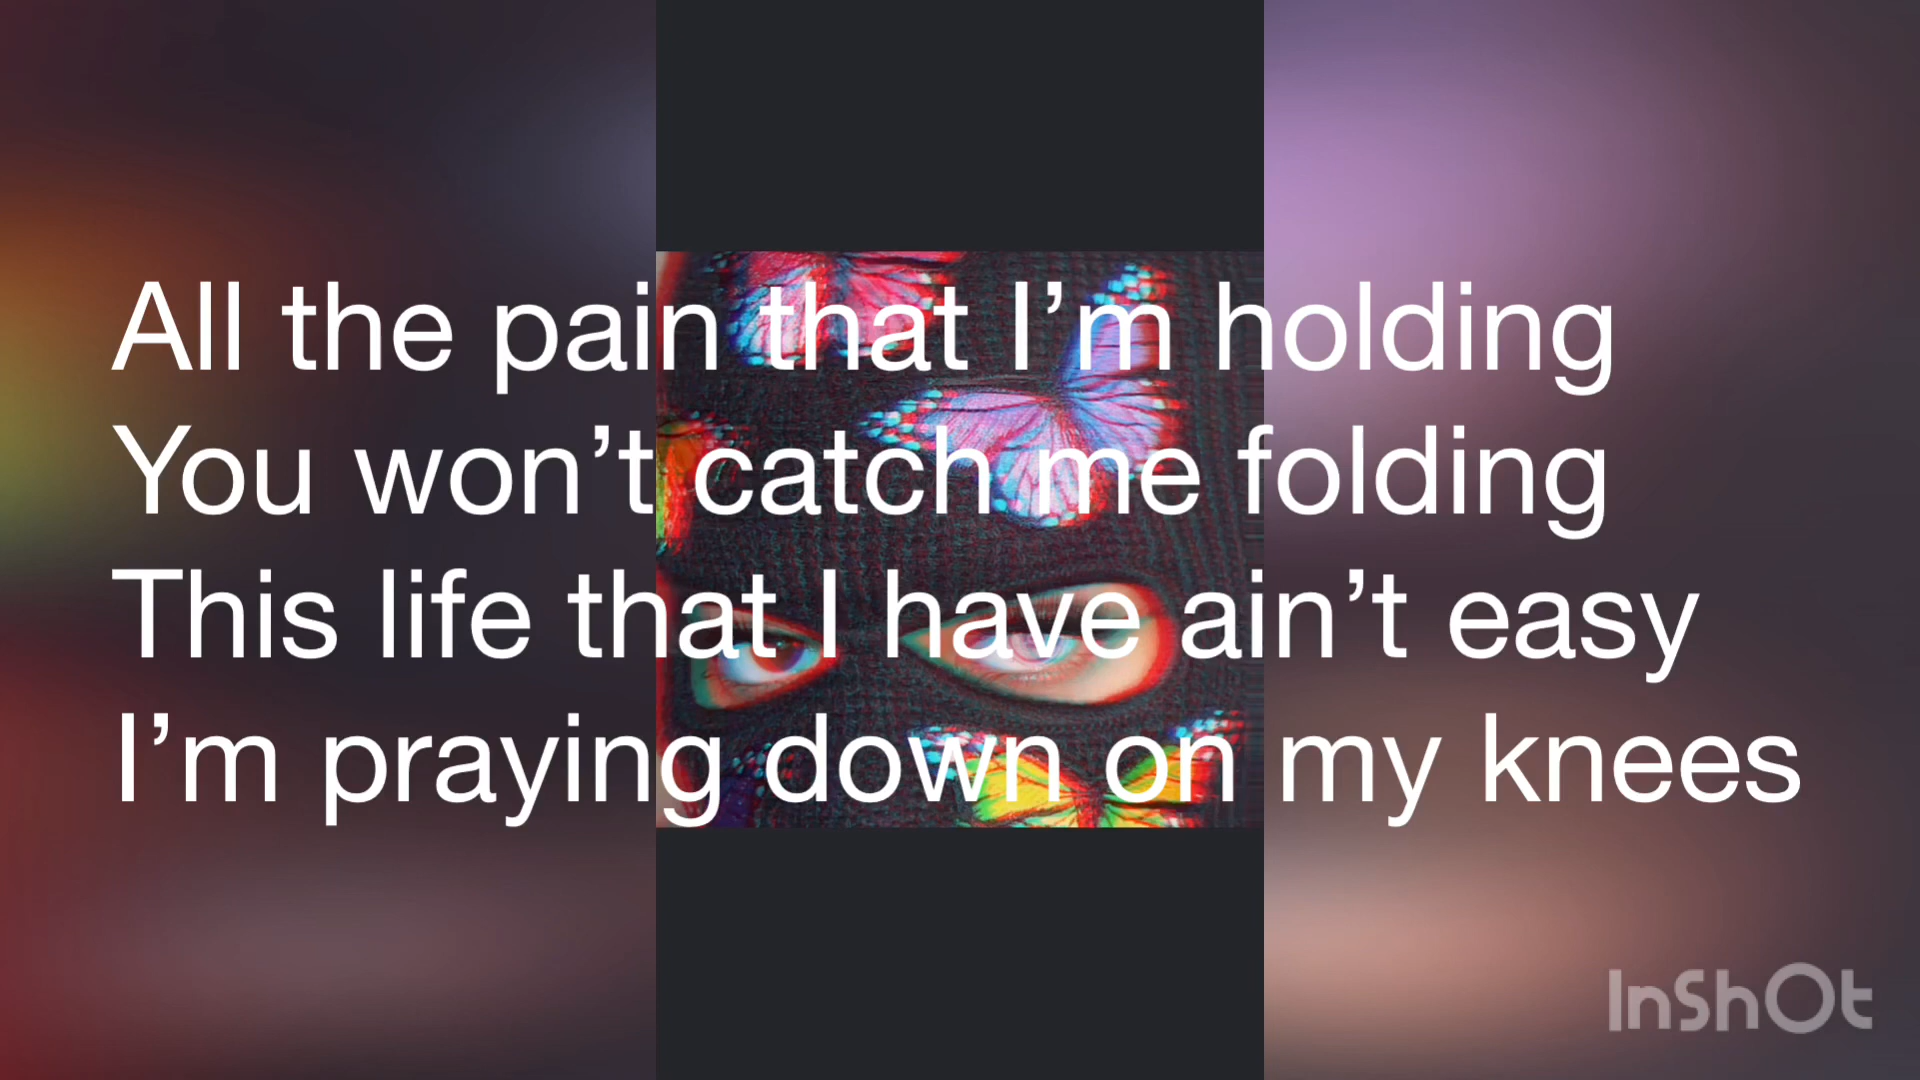 All the pain that I’m holding
You won’t catch me folding
This life that I have ain’t easy
I’m praying down on my knees
InShOt